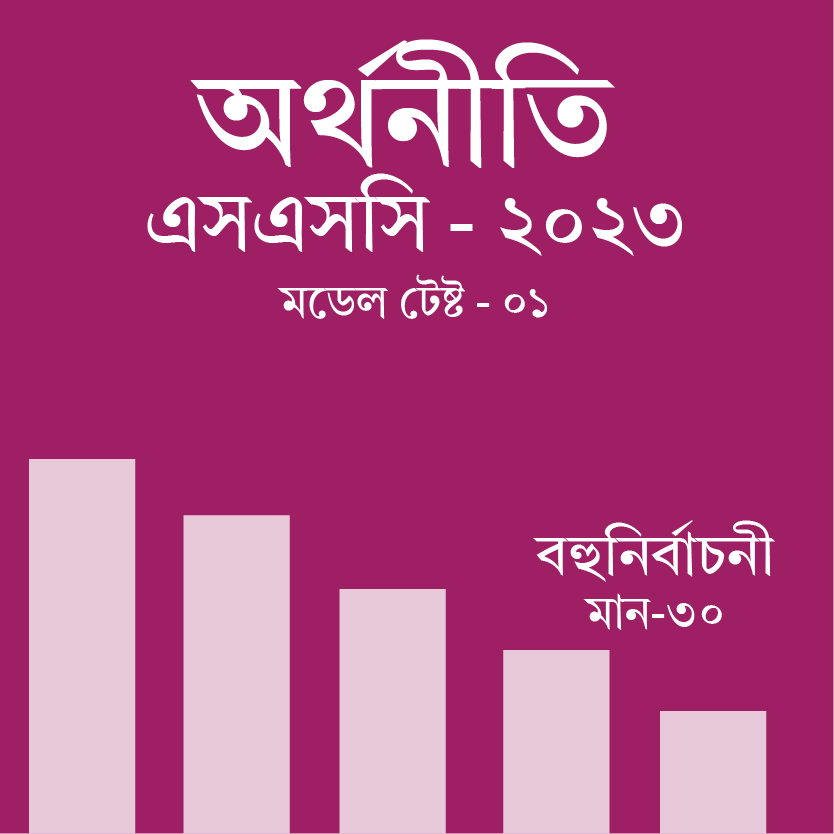 অর্থনীতি
এসএসসি - ২০২৩
মডেল টেষ্ট - ০১
বহুনির্বাচনী
মান-৩০